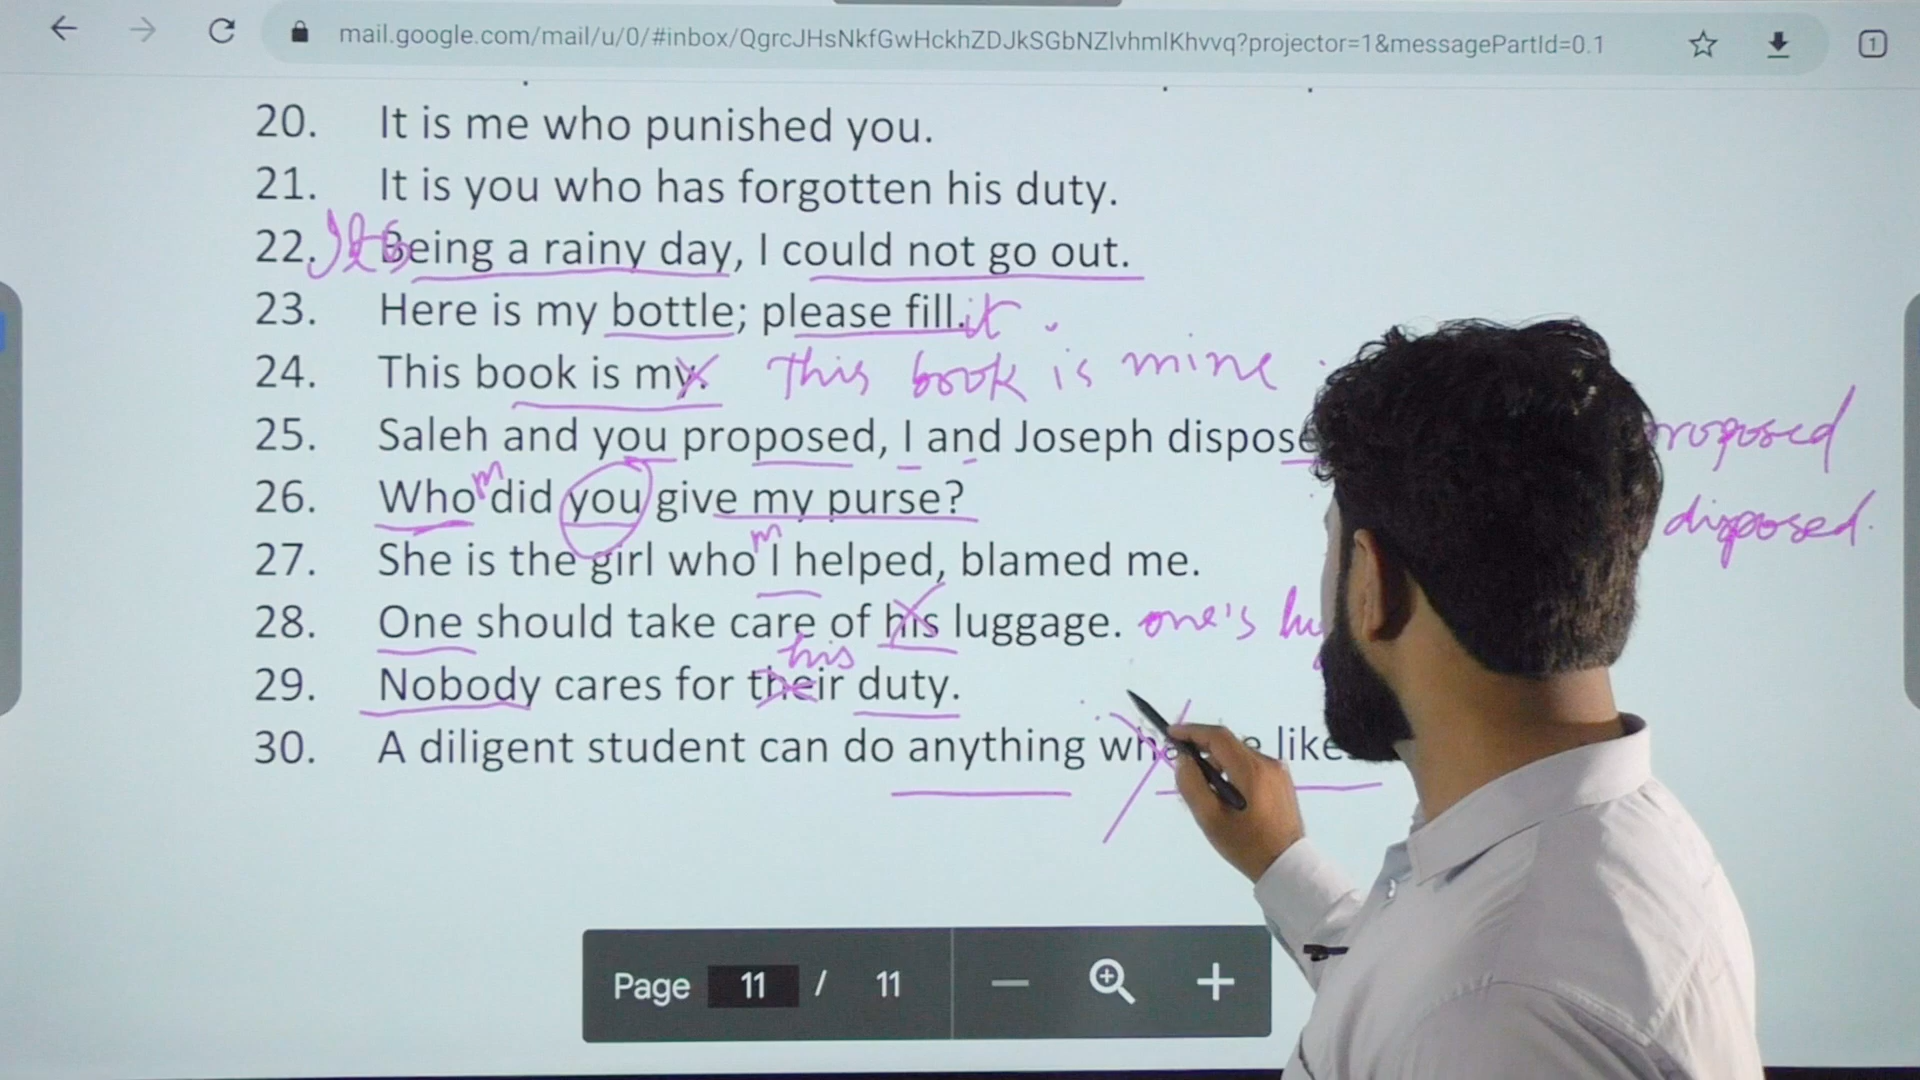 mail.google.com/mail/u/0/#inbox/QgrcJHsNkfGwHckhZDJkSGbNZlvhmlKhvvq?projector=1&messagePartId=0.1
1
20. It is me who punished you.
21. It is you who has forgotten his duty.
22. It Being a rainy day, I could not go out.
23. Here is my bottle; please fill. it.
24. This book is my. This book is mine
25. Saleh and you proposed, I and Joseph dispose roposed
disposed.
m
26. Who did you give my purse?
m
27. She is the girl who I helped, blamed me.
28. One should take care of his luggage. one's
his
29. Nobody cares for their duty.
30. A diligent student can do anything like
Page 11 / 11